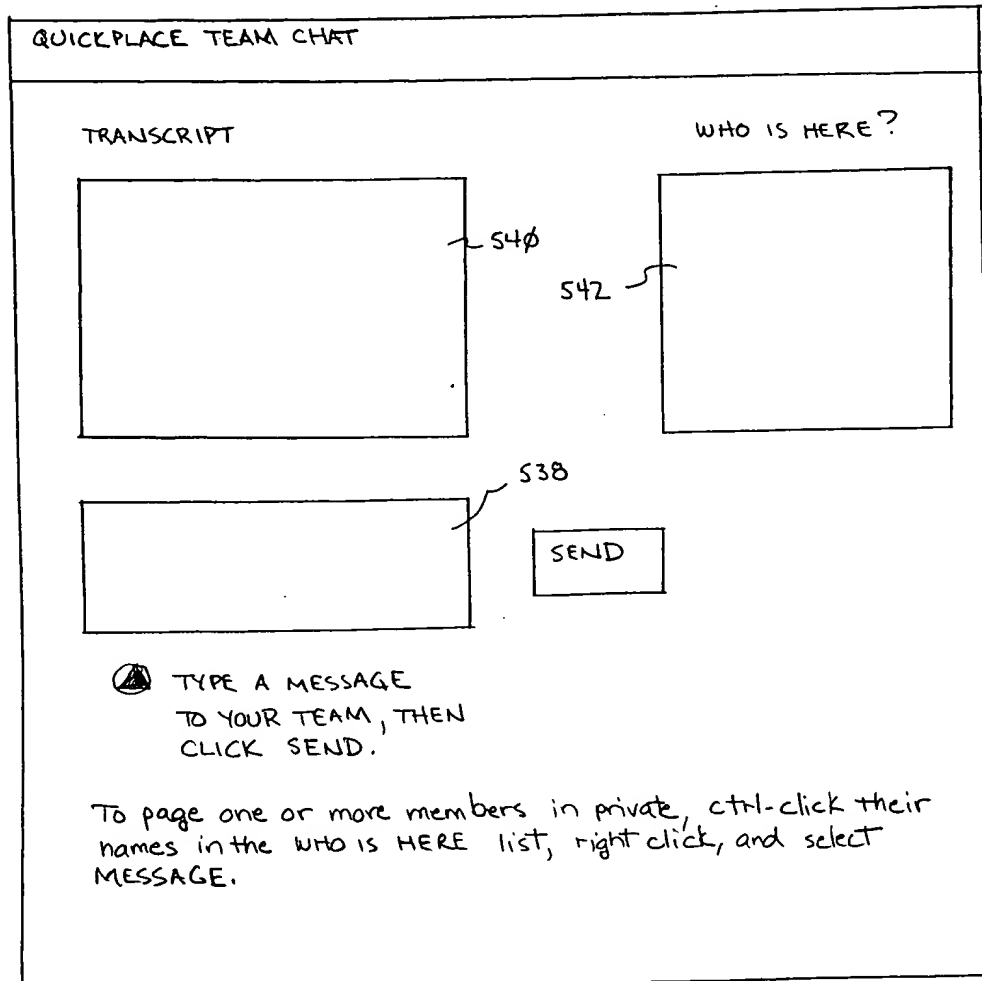 QUICKPLACE TEAM CHAT
TRANSCRIPT
WHO IS HERE?
54∅
542
538
SEND
TYPE A MESSAGE
TO YOUR TEAM, THEN
CLICK SEND.
To page one or more members in private, ctrl-click their
names in the WHO IS HERE list, right click, and select
MESSAGE.